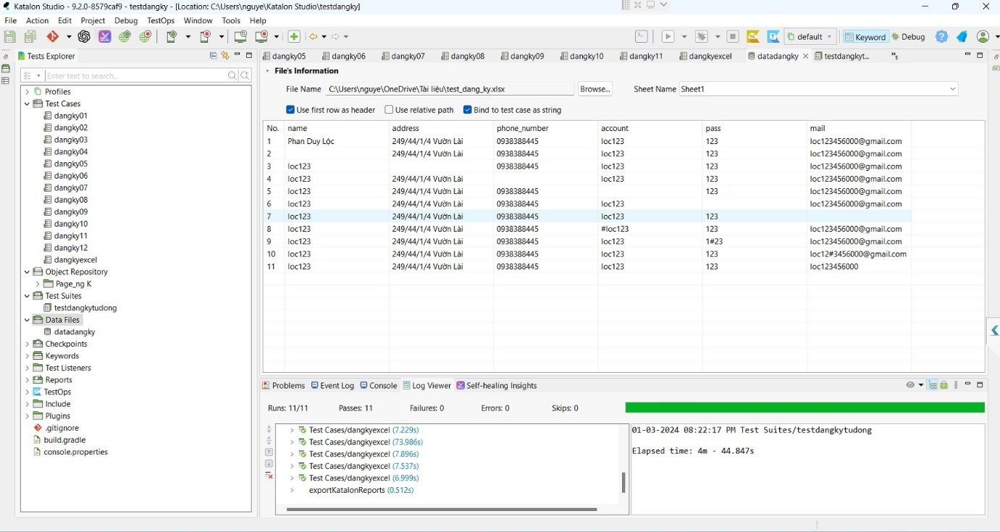 Katalon Studio - 9.2.0-8579caf9 - testdangky - [Location: C:\Users\nguye\Katalon Studio\testdangky]
File Action Edit Project Debug TestOps Window Tools Help
default Keyword Debug
Tests Explorer
Enter text to search...
Profiles
Test Cases
dangky01
dangky02
dangky03
dangky04
dangky05
dangky06
dangky07
dangky08
dangky09
dangky10
dangky11
dangky12
dangkyexcel
Object Repository
Page_ng K
Test Suites
testdangkytudong
Data Files
datadangky
Checkpoints
Keywords
Test Listeners
Reports
TestOps
Include
Plugins
.gitignore
build.gradle
console.properties
dangky05 dangky06 dangky07 dangky08 dangky09 dangky10 dangky11 dangkyexcel datadangky testdangkyt... »5
File's Information
File Name C:\Users\nguye\OneDrive\Tài liệu\test_dang_ky.xlsx Browse... Sheet Name Sheet1
Use first row as header Use relative path Bind to test case as string
No. name address phone_number account pass mail
1 Phan Duy Lộc 249/44/1/4 Vườn Lài 0938388445 loc123 123 loc123456000@gmail.com
2 249/44/1/4 Vườn Lài 0938388445 loc123 123 loc123456000@gmail.com
3 loc123 0938388445 loc123 123 loc123456000@gmail.com
4 loc123 249/44/1/4 Vườn Lài loc123 123 loc123456000@gmail.com
5 loc123 249/44/1/4 Vườn Lài 0938388445 123 loc123456000@gmail.com
6 loc123 249/44/1/4 Vườn Lài 0938388445 loc123 loc123456000@gmail.com
7 loc123 249/44/1/4 Vườn Lài 0938388445 loc123 123
8 loc123 249/44/1/4 Vườn Lài 0938388445 #loc123 123 loc123456000@gmail.com
9 loc123 249/44/1/4 Vườn Lài 0938388445 loc123 1#23 loc123456000@gmail.com
10 loc123 249/44/1/4 Vườn Lài 0938388445 loc123 123 loc12#3456000@gmail.com
11 loc123 249/44/1/4 Vườn Lài 0938388445 loc123 123 loc123456000
Problems Event Log Console Log Viewer Self-healing Insights
Runs: 11/11 Passes: 11 Failures: 0 Errors: 0 Skips: 0
Test Cases/dangkyexcel (7.229s)
Test Cases/dangkyexcel (73.986s)
Test Cases/dangkyexcel (7.896s)
Test Cases/dangkyexcel (7.537s)
Test Cases/dangkyexcel (6.999s)
exportKatalonReports (0.512s)
01-03-2024 08:22:17 PM Test Suites/testdangkytudong
Elapsed time: 4m - 44.847s